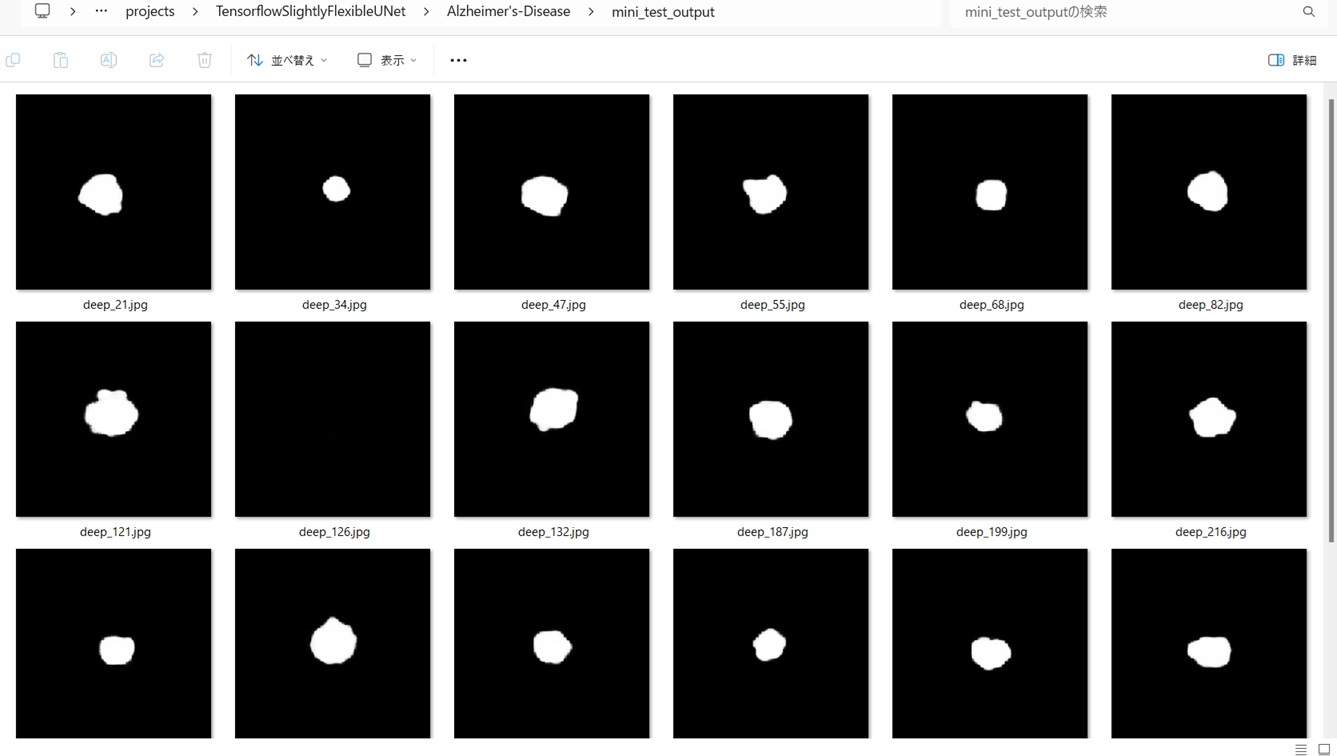 projects > TensorflowSlightlyFlexibleUNet > Alzheimer's-Disease > mini_test_output
mini_test_outputの検索
並べ替え
表示
詳細
deep_21.jpg
deep_34.jpg
deep_47.jpg
deep_55.jpg
deep_68.jpg
deep_82.jpg
deep_121.jpg
deep_126.jpg
deep_132.jpg
deep_187.jpg
deep_199.jpg
deep_216.jpg